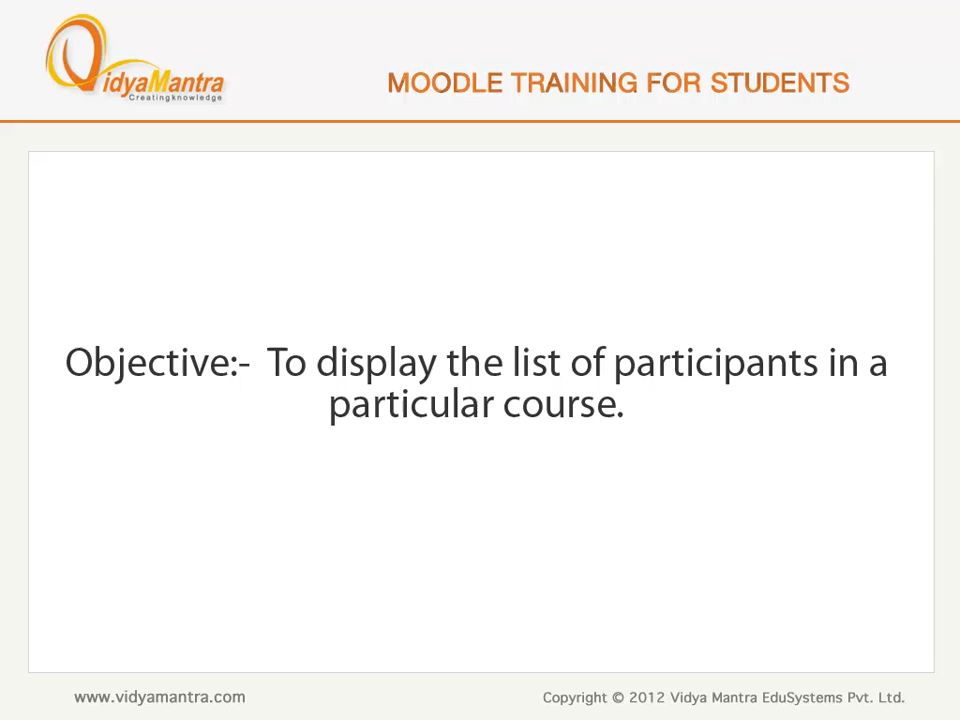 VidyaMantra
Creating knowledge
MOODLE TRAINING FOR STUDENTS
Objective:-  To display the list of participants in a
particular course.
www.vidyamantra.com
Copyright © 2012 Vidya Mantra EduSystems Pvt. Ltd.